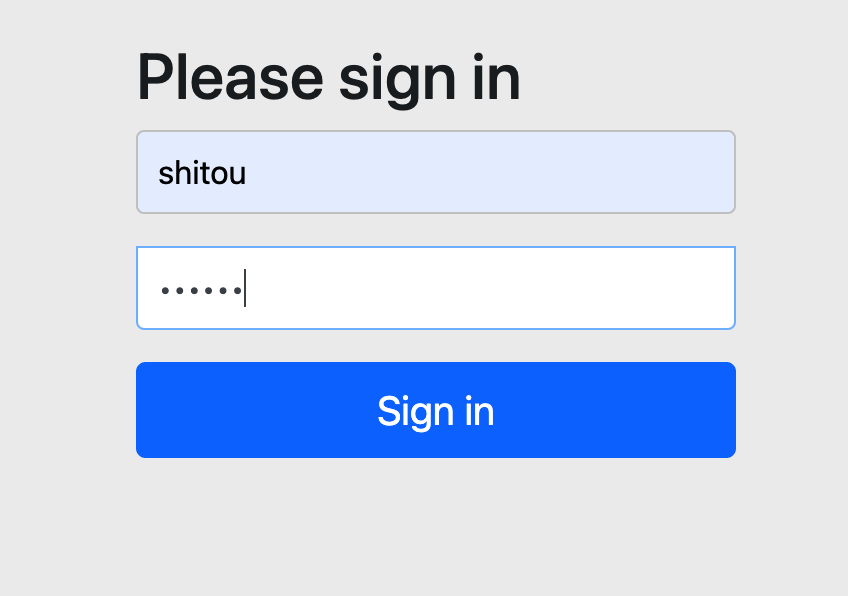 Please sign in
shitou
••••••
Sign in